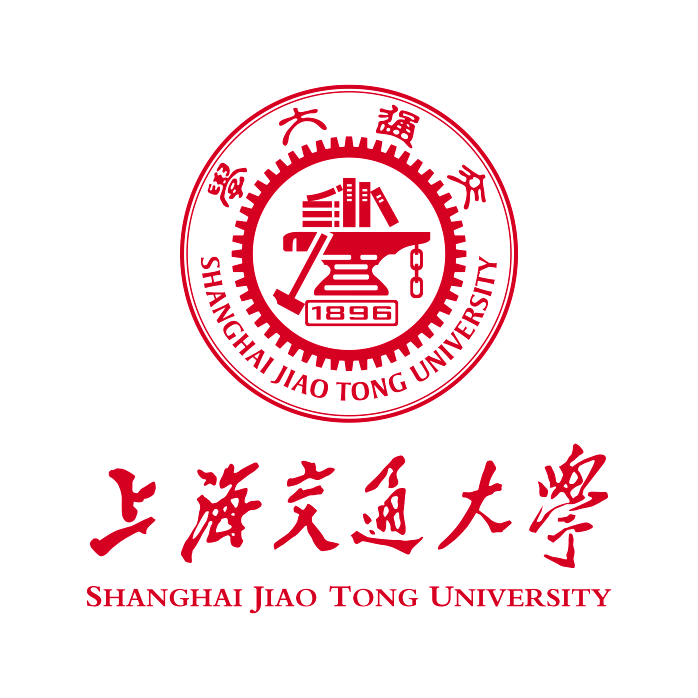 交通大學
1896
SHANGHAI JIAO TONG UNIVERSITY
上海交通大學
SHANGHAI JIAO TONG UNIVERSITY